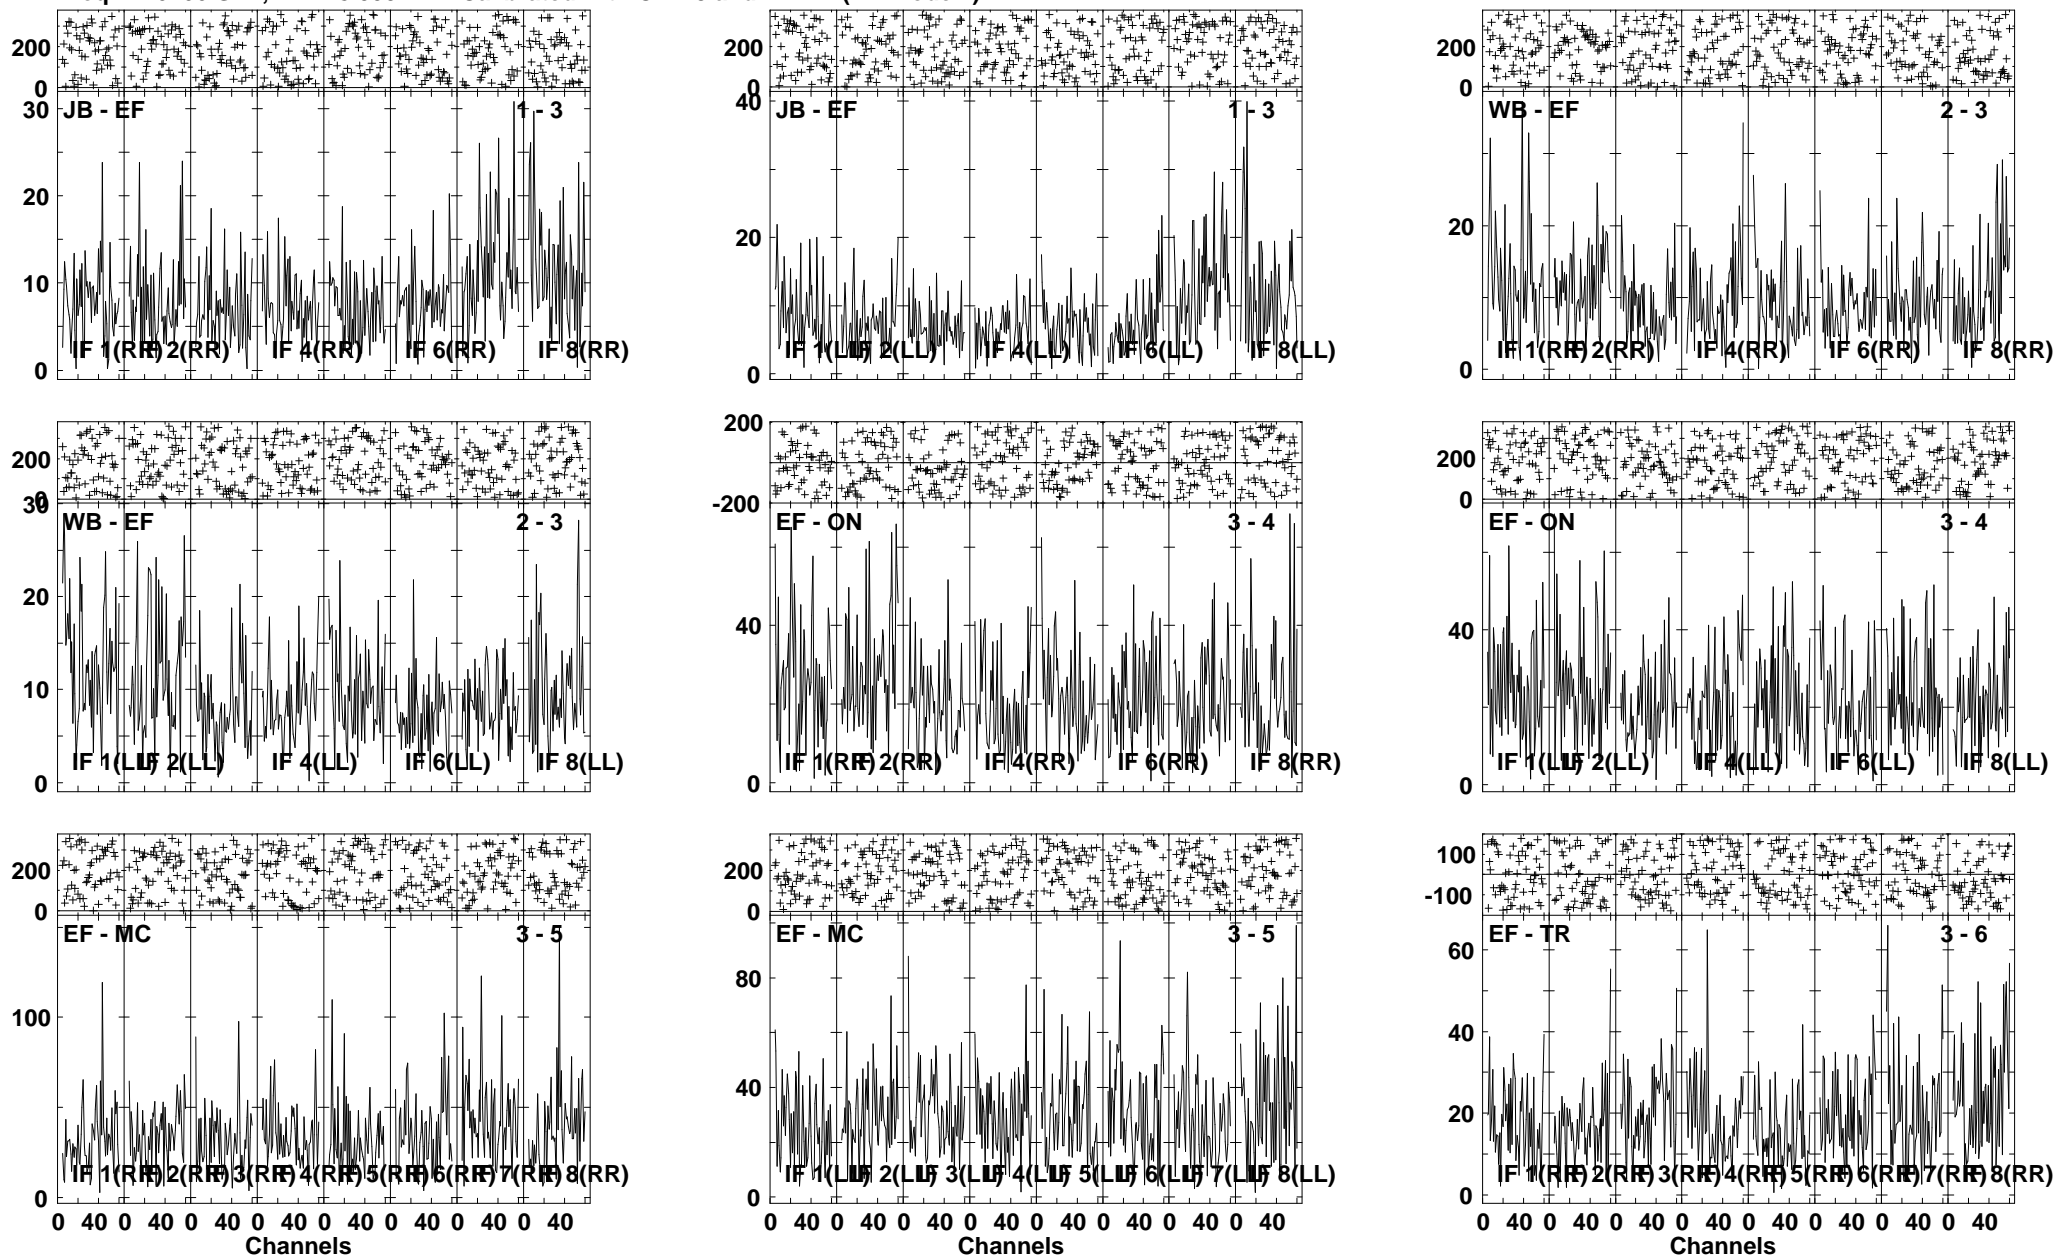 200
0
30
20
10
0
JB - EF
1 - 3
IF 1(RR)
IF 2(RR)
IF 4(RR)
IF 6(RR)
IF 8(RR)
200
0
40
20
0
JB - EF
1 - 3
IF 1(LL)
IF 2(LL)
IF 4(LL)
IF 6(LL)
IF 8(LL)
200
0
20
0
WB - EF
2 - 3
IF 1(RR)
IF 2(RR)
IF 4(RR)
IF 6(RR)
IF 8(RR)
200
0
30
20
10
0
WB - EF
2 - 3
IF 1(LL)
IF 2(LL)
IF 4(LL)
IF 6(LL)
IF 8(LL)
200
-200
40
0
EF - ON
3 - 4
IF 1(RR)
IF 2(RR)
IF 4(RR)
IF 6(RR)
IF 8(RR)
200
0
40
0
EF - ON
3 - 4
IF 1(LL)
IF 2(LL)
IF 4(LL)
IF 6(LL)
IF 8(LL)
200
0
100
0
EF - MC
3 - 5
IF 1(RR)
IF 2(RR)
IF 3(RR)
IF 4(RR)
IF 5(RR)
IF 6(RR)
IF 7(RR)
IF 8(RR)
0 40 0 40 0 40 0 40 0 40 0 40 0 40 0 40
Channels
200
0
80
40
0
EF - MC
3 - 5
IF 1(LL)
IF 2(LL)
IF 3(LL)
IF 4(LL)
IF 5(LL)
IF 6(LL)
IF 7(LL)
IF 8(LL)
0 40 0 40 0 40 0 40 0 40 0 40 0 40 0 40
Channels
100
-100
60
40
20
0
EF - TR
3 - 6
IF 1(RR)
IF 2(RR)
IF 3(RR)
IF 4(RR)
IF 5(RR)
IF 6(RR)
IF 7(RR)
IF 8(RR)
0 40 0 40 0 40 0 40 0 40 0 40 0 40 0 40
Channels